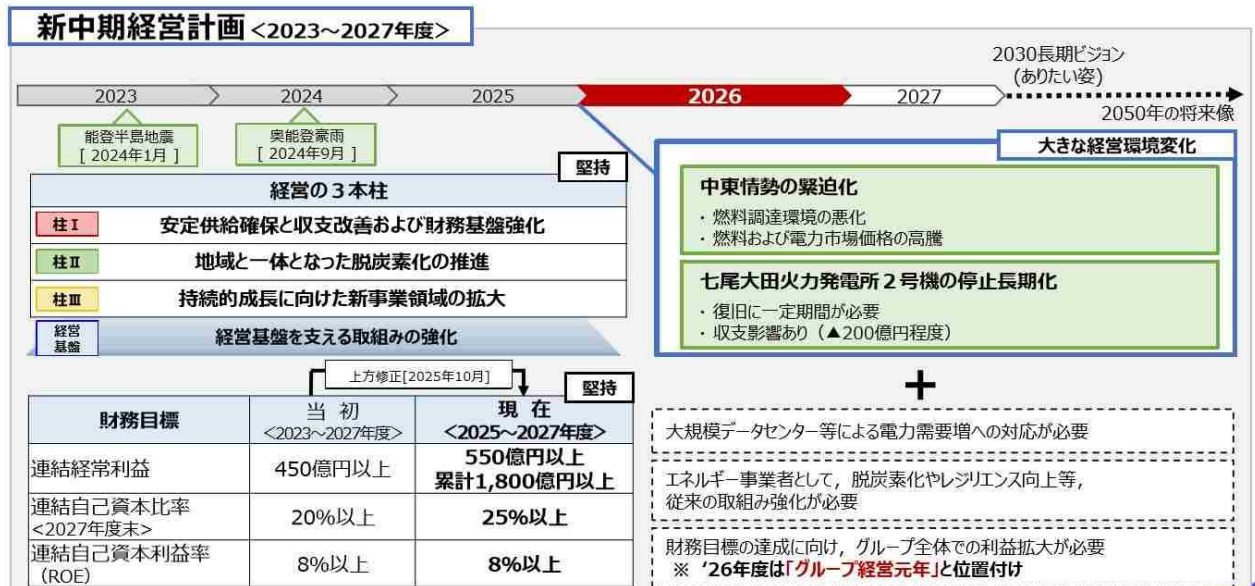 新中期経営計画 <2023～2027年度>
2030長期ビジョン
(ありたい姿)
2023
2024
2025
2026
2027
2050年の将来像
能登半島地震
[ 2024年1月 ]
奥能登豪雨
[ 2024年9月 ]
堅持
経営の３本柱
柱Ⅰ 安定供給確保と収支改善および財務基盤強化
柱Ⅱ 地域と一体となった脱炭素化の推進
柱Ⅲ 持続的成長に向けた新事業領域の拡大
経営
基盤
経営基盤を支える取組みの強化
大きな経営環境変化
中東情勢の緊迫化
・ 燃料調達環境の悪化
・ 燃料および電力市場価格の高騰
七尾大田火力発電所２号機の停止長期化
・ 復旧に一定期間が必要
・ 収支影響あり（▲200億円程度）
上方修正[2025年10月]
堅持
財務目標
当 初
<2023～2027年度>
現 在
<2025～2027年度>
連結経常利益
450億円以上
550億円以上
累計1,800億円以上
連結自己資本比率
<2027年度末>
20%以上
25%以上
連結自己資本利益率
（ROE）
8%以上
8%以上
+
大規模データセンター等による電力需要増への対応が必要
エネルギー事業者として，脱炭素化やレジリエンス向上等，
従来の取組み強化が必要
財務目標の達成に向け，グループ全体での利益拡大が必要
※ ‘26年度は「グループ経営元年」と位置付け